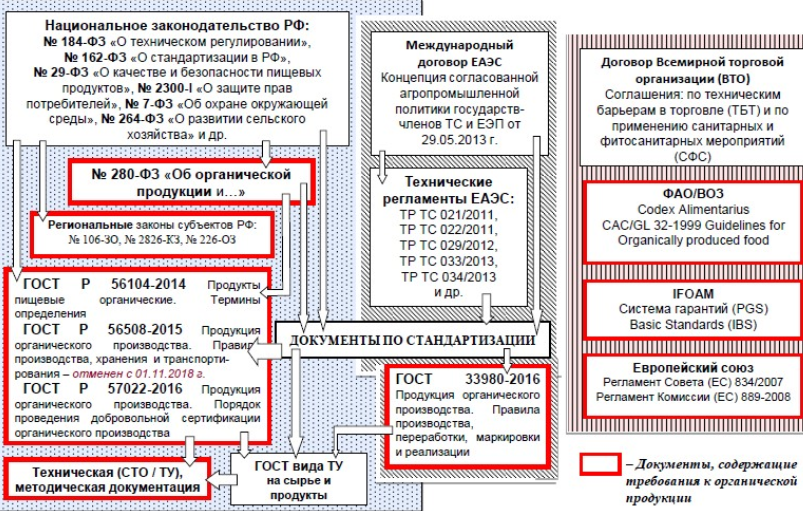 Национальное законодательство РФ:
№ 184-ФЗ «О техническом регулировании»,
№ 162-ФЗ «О стандартизации в РФ»,
№ 29-ФЗ «О качестве и безопасности пищевых
продуктов», № 2300-I «О защите прав
потребителей», № 7-ФЗ «Об охране окружающей
среды», № 264-ФЗ «О развитии сельского
хозяйства» и др.
№ 280-ФЗ «Об органической
продукции и…»
Региональные законы субъектов РФ:
№ 106-ЗО, № 2826-КЗ, № 226-ОЗ
ГОСТ Р 56104-2014 Продукты
пищевые органические. Термины
определения
ГОСТ Р 56508-2015 Продукция
органического производства. Правила
производства, хранения и транспорти-
рования – отменен с 01.11.2018 г.
ГОСТ Р 57022-2016 Продукция
органического производства. Порядок
проведения добровольной сертификации
органического производства
Техническая (СТО / ТУ),
методическая документация
Международный
договор ЕАЭС
Концепция согласованной
агропромышленной
политики государств-
членов ТС и ЕЭП от
29.05.2013 г.
Технические
регламенты ЕАЭС:
ТР ТС 021/2011,
ТР ТС 022/2011,
ТР ТС 029/2012,
ТР ТС 033/2013,
ТР ТС 034/2013
и др.
ДОКУМЕНТЫ ПО СТАНДАРТИЗАЦИИ
ГОСТ 33980-2016
Продукция органического
производства. Правила
производства,
переработки, маркировки
и реализации
ГОСТ вида ТУ
на сырье и
продукты
Договор Всемирной торговой
организации (ВТО)
Соглашения: по техническим
барьерам в торговле (ТБТ) и по
применению санитарных и
фитосанитарных мероприятий
(СФС)
ФАО/ВОЗ
Codex Alimentarius
CAC/GL 32-1999 Guidelines for
Organically produced food
IFOAM
Система гарантий (PGS)
Basic Standards (IBS)
Европейский союз
Регламент Совета (ЕС) 834/2007
Регламент Комиссии (ЕС) 889-2008
– Документы, содержащие
требования к органической
продукции